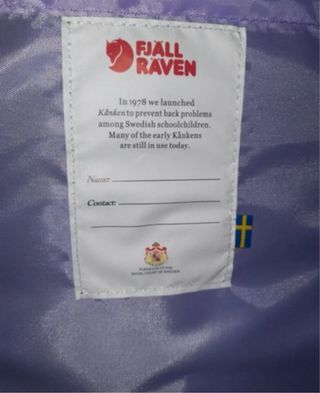 FJÄLL
RÄVEN
In 1978 we launched
Kånken to prevent back problems
among Swedish schoolchildren.
Many of the early Kånkens
are still in use today.
Name:
Contact:
PURVEYOR TO THE
ROYAL COURT OF SWEDEN